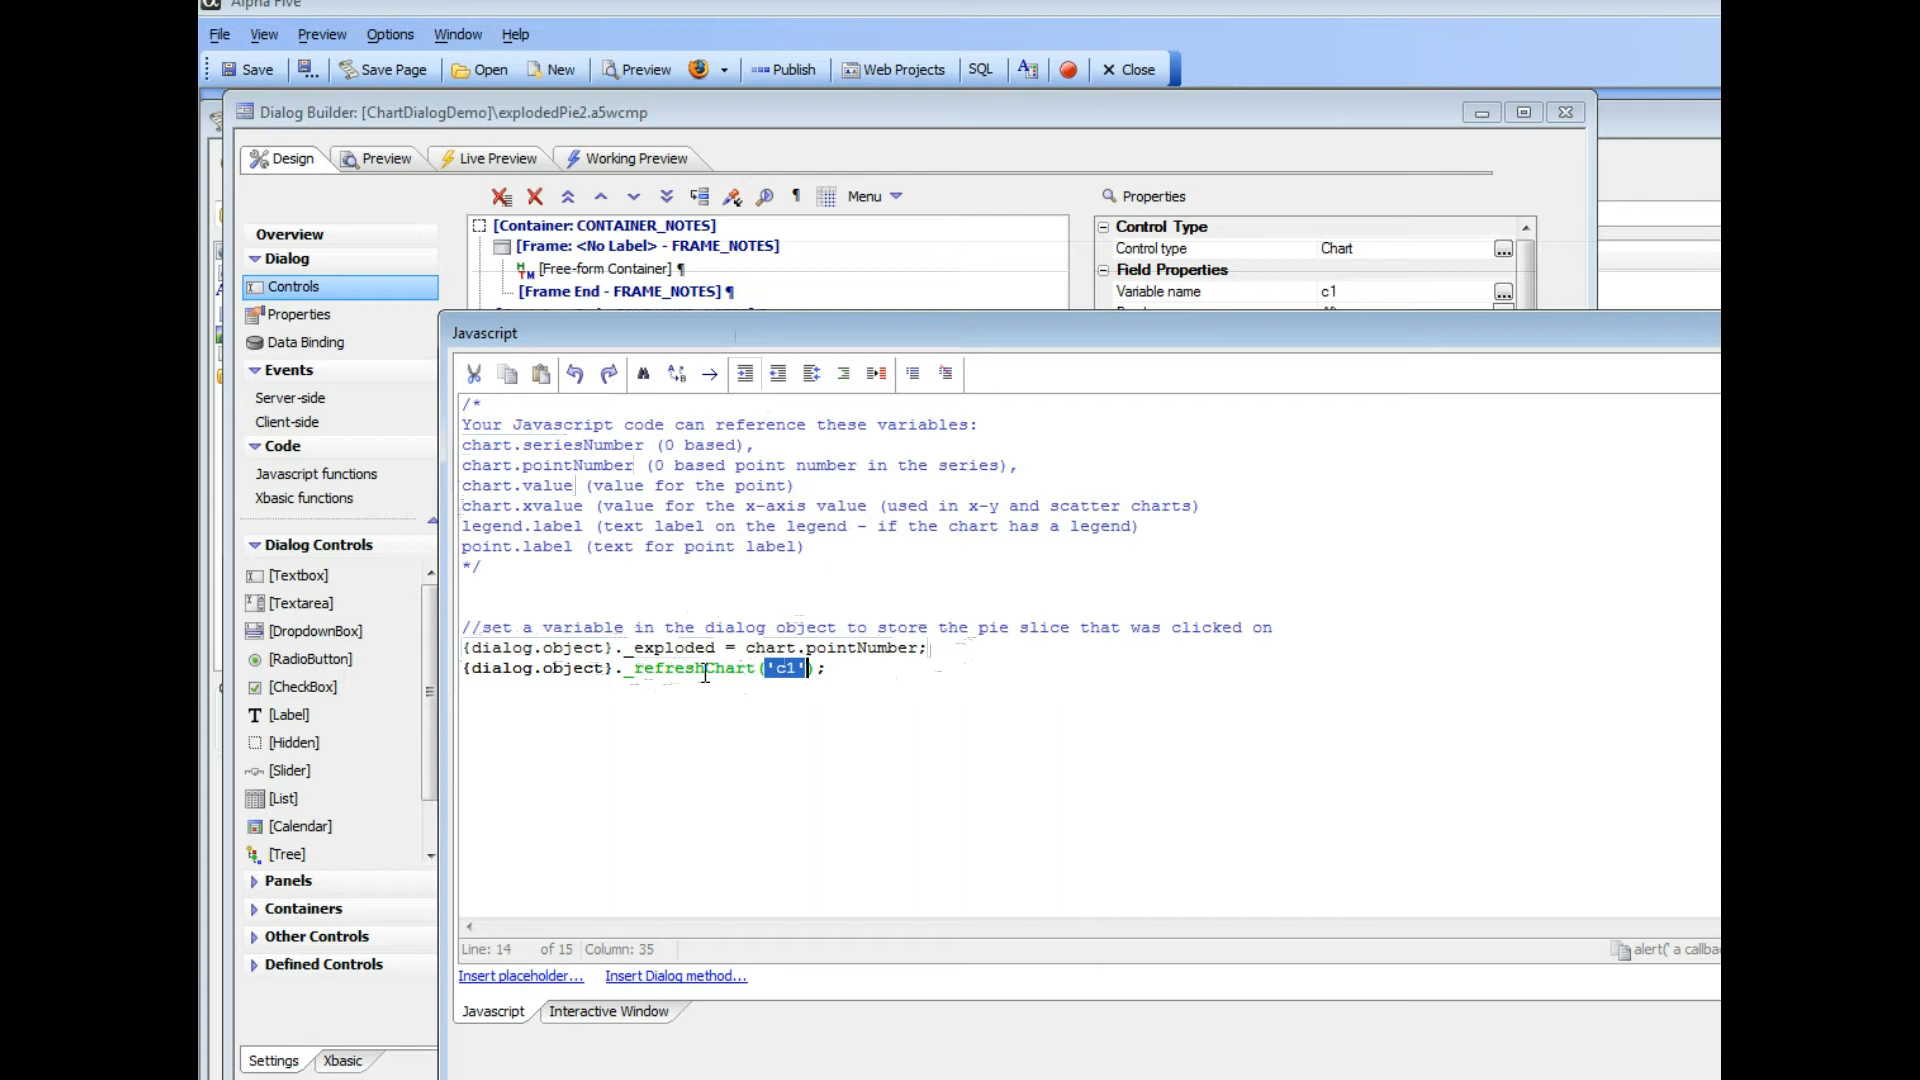 Alpha Five
File View Preview Options Window Help
Save Save Page Open New Preview Publish Web Projects SQL Close
Dialog Builder: [ChartDialogDemo]\explodedPie2.a5wcmp
Design Preview Live Preview Working Preview
Menu
Properties
Overview
Dialog
Controls
Properties
Data Binding
Events
Server-side
Client-side
Code
Javascript functions
Xbasic functions
Dialog Controls
[Textbox]
[Textarea]
[DropdownBox]
[RadioButton]
[CheckBox]
[Label]
[Hidden]
[Slider]
[List]
[Calendar]
[Tree]
Panels
Containers
Other Controls
Defined Controls
Settings Xbasic
[Container: CONTAINER_NOTES]
[Frame: <No Label> - FRAME_NOTES]
[Free-form Container] ¶
[Frame End - FRAME_NOTES] ¶
Control Type
Control type Chart
Field Properties
Variable name c1
Javascript
/*
Your Javascript code can reference these variables:
chart.seriesNumber (0 based),
chart.pointNumber (0 based point number in the series),
chart.value (value for the point)
chart.xvalue (value for the x-axis value (used in x-y and scatter charts)
legend.label (text label on the legend - if the chart has a legend)
point.label (text for point label)
*/
//set a variable in the dialog object to store the pie slice that was clicked on
{dialog.object}._exploded = chart.pointNumber;
{dialog.object}._refreshChart('c1');
Line: 14 of 15 Column: 35
alert(' a callba
Insert placeholder... Insert Dialog method...
Javascript Interactive Window